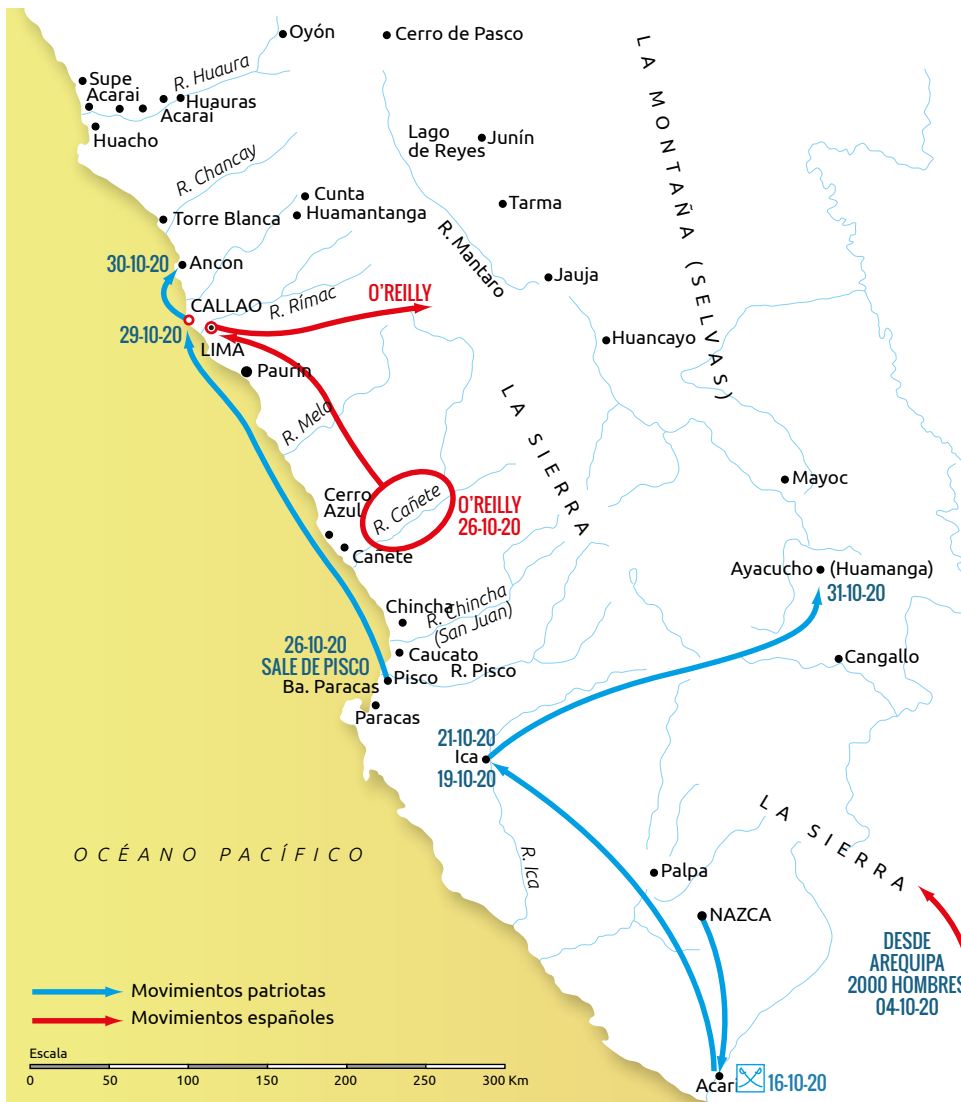 Oyón
Cerro de Pasco
Supe
Acarai
R. Huaura
Huauras
Acarai
Huacho
Lago
de Reyes
Junín
LA MONTAÑA (SELVAS)
R. Chancay
Cunta
Huamantanga
Torre Blanca
Tarma
R. Mantaro
30-10-20
Ancon
Jauja
CALLAO
R. Rímac
O'REILLY
29-10-20
LIMA
Huancayo
Paurin
LA SIERRA
R. Mela
Mayoc
Cerro
Azul
R. Cañete
O'REILLY
26-10-20
Cañete
Ayacucho
(Huamanga)
31-10-20
Chincha
R. Chincha
(San Juan)
26-10-20
SALE DE PISCO
Caucato
R. Pisco
Cangallo
Ba. Paracas
Pisco
Paracas
21-10-20
Ica
19-10-20
LA SIERRA
OCÉANO PACÍFICO
R. Ica
Palpa
NAZCA
DESDE
AREQUIPA
2000 HOMBRES
04-10-20
Movimientos patriotas
Movimientos españoles
Escala
0 50 100 150 200 300 Km
Acarí
16-10-20